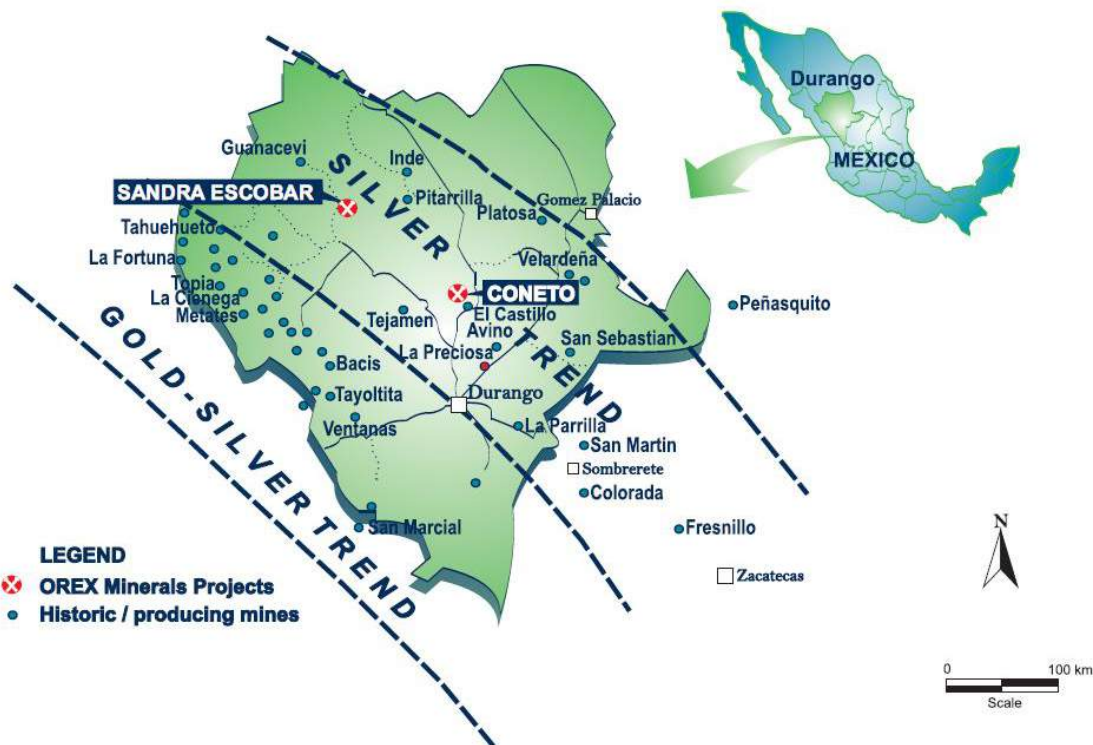 Durango
MEXICO
Guanacevi
Inde
SANDRA ESCOBAR
Pitarrilla
Platosa
Gomez Palacio
SILVER TREND
Tahuehueto
La Fortuna
Velardeña
Topia
La Cienega
Metates
CONETO
El Castillo
Tejamen
Avino
Peñasquito
San Sebastian
La Preciosa
Bacis
Durango
Tayoltita
Ventanas
La Parrilla
San Martin
Sombrerete
Colorada
GOLD-SILVER TREND
San Marcial
Fresnillo
Zacatecas
N
LEGEND
OREX Minerals Projects
Historic / producing mines
0 100 km
Scale